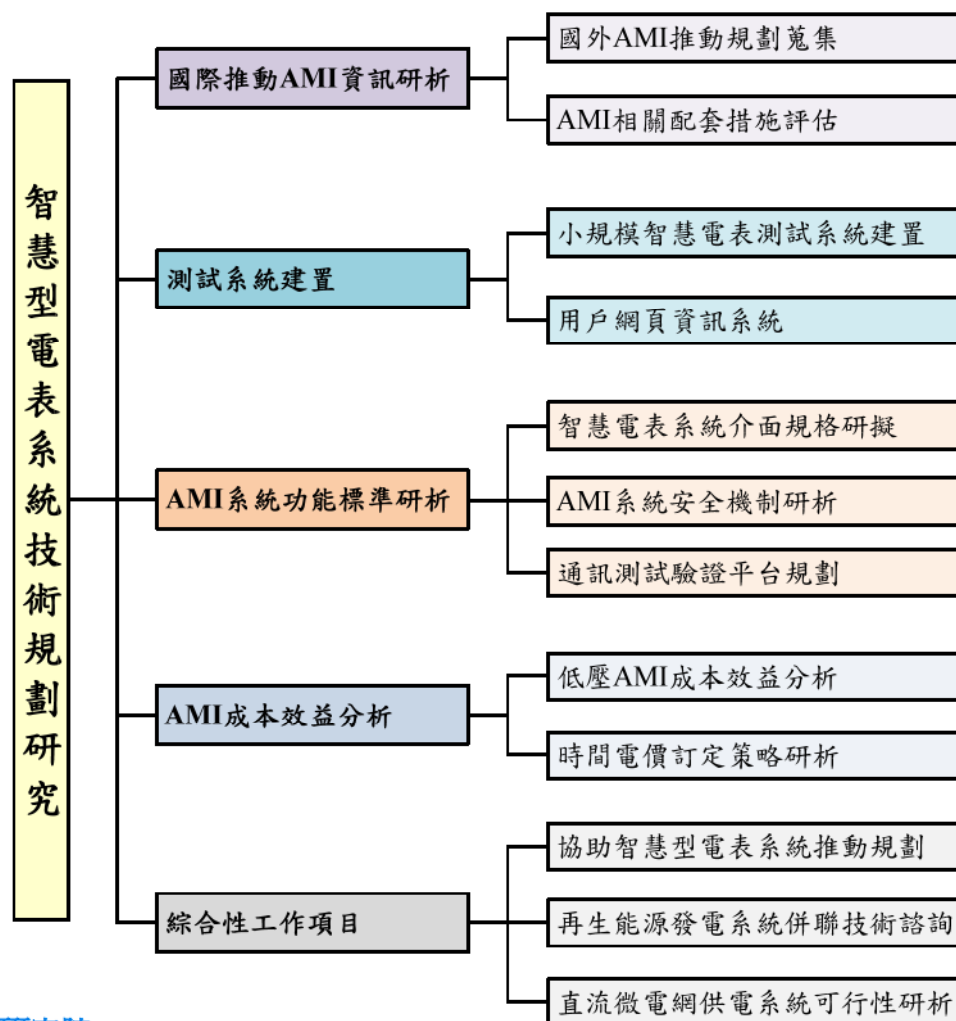 智慧型電表系統技術規劃研究
國際推動AMI資訊研析
國外AMI推動規劃蒐集
AMI相關配套措施評估
測試系統建置
小規模智慧電表測試系統建置
用戶網頁資訊系統
AMI系統功能標準研析
智慧電表系統介面規格研擬
AMI系統安全機制研析
通訊測試驗證平台規劃
AMI成本效益分析
低壓AMI成本效益分析
時間電價訂定策略研析
綜合性工作項目
協助智慧型電表系統推動規劃
再生能源發電系統併聯技術諮詢
直流微電網供電系統可行性研析